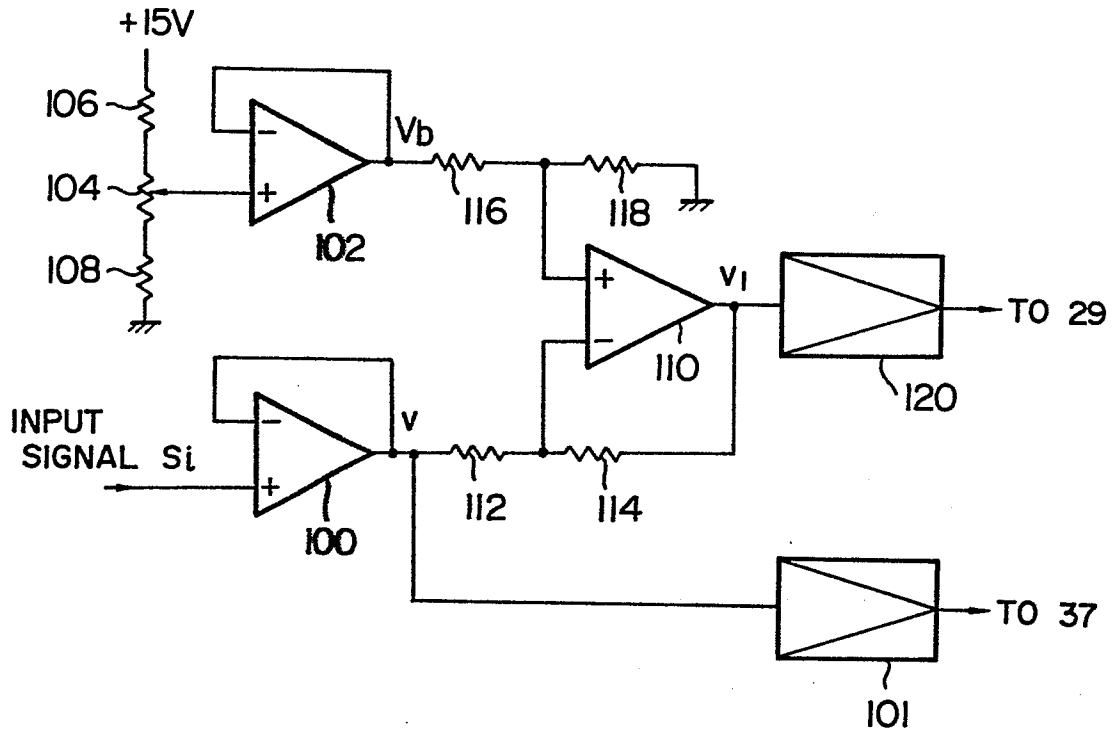 +15V
106
104
108
−
+
102
Vb
116
118
+
−
110
v1
120
TO 29
INPUT
SIGNAL Si
−
+
100
v
112
114
101
TO 37